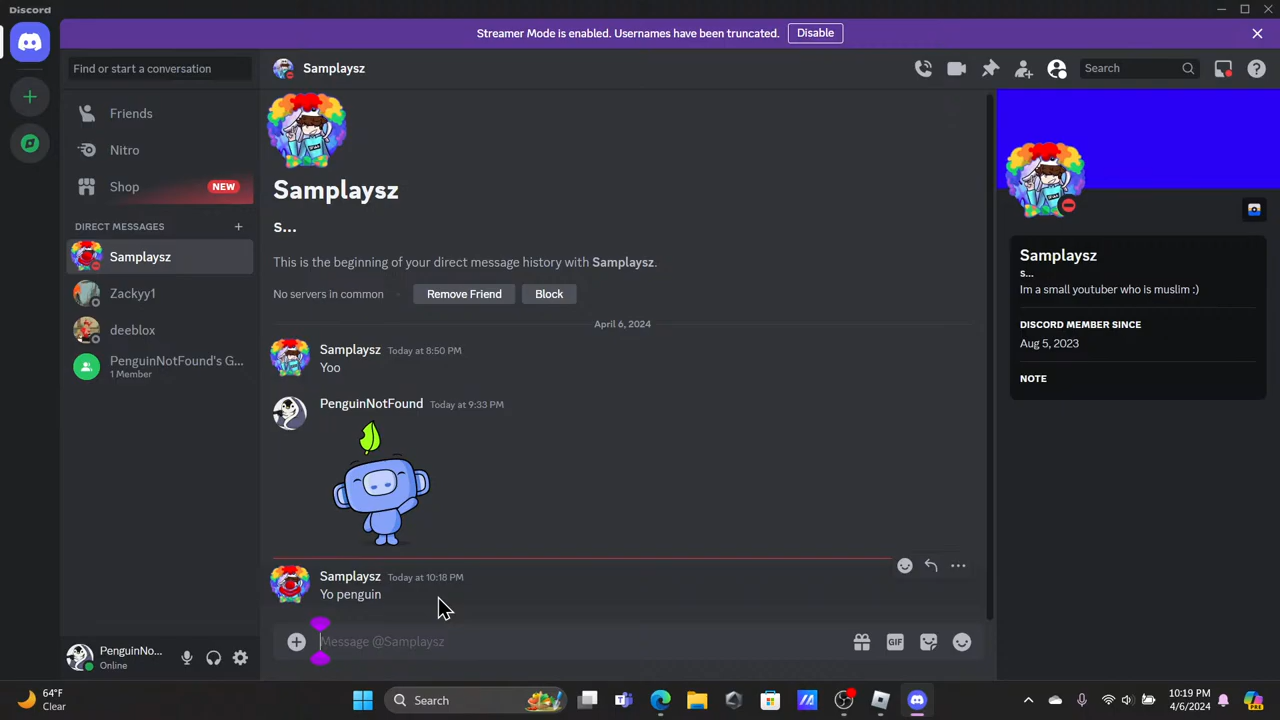 Discord
Streamer Mode is enabled. Usernames have been truncated.
Disable
Find or start a conversation
Samplaysz
Search
Friends
Nitro
Shop
NEW
DIRECT MESSAGES
Samplaysz
Zackyy1
deeblox
PenguinNotFound's G...
1 Member
Samplaysz
s...
This is the beginning of your direct message history with Samplaysz.
No servers in common
Remove Friend
Block
April 6, 2024
Samplaysz Today at 8:50 PM
Yoo
PenguinNotFound Today at 9:33 PM
Samplaysz Today at 10:18 PM
Yo penguin
Message @Samplaysz
GIF
Samplaysz
s...
Im a small youtuber who is muslim :)
DISCORD MEMBER SINCE
Aug 5, 2023
NOTE
PenguinNo...
Online
64°F
Clear
Search
10:19 PM
4/6/2024
PRE